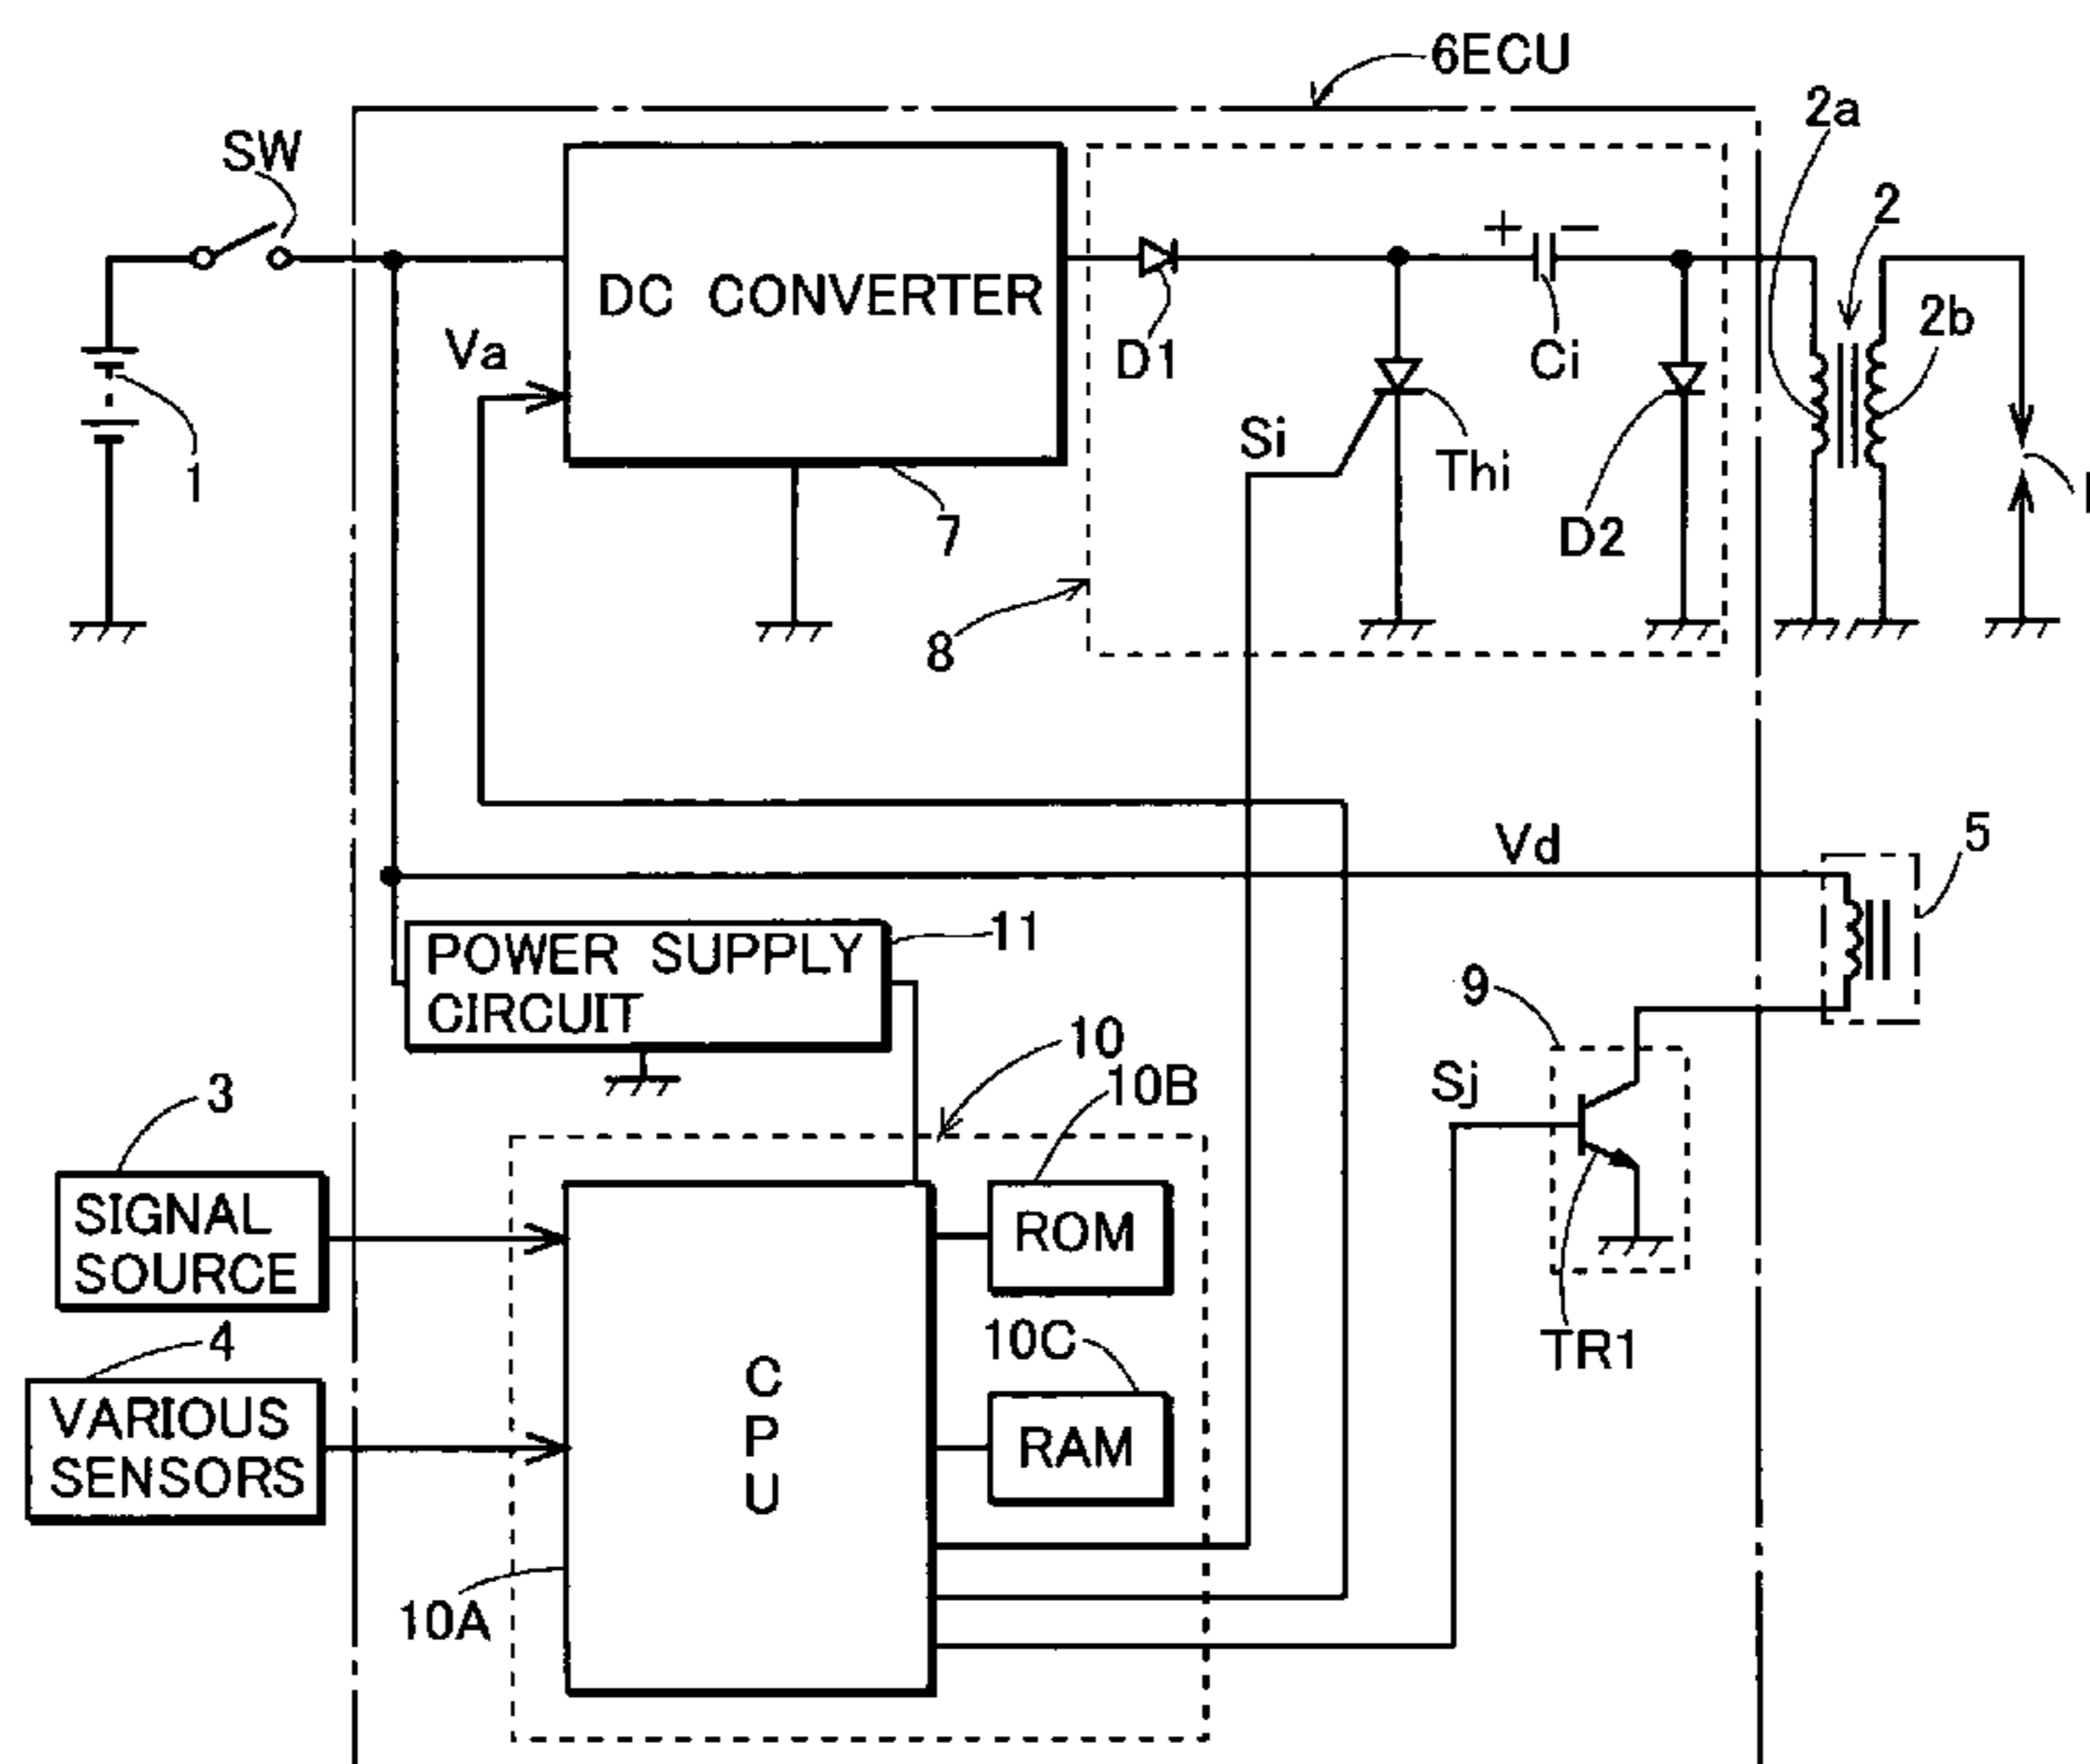 6ECU
2a
SW
2
DC CONVERTER
2b
Va
D1
+
−
Ci
1
Si
Thi
7
D2
8
Vd
5
POWER SUPPLY
CIRCUIT
11
9
10
10B
Sj
3
SIGNAL
SOURCE
ROM
4
10C
TR1
VARIOUS
SENSORS
C
P
U
RAM
10A